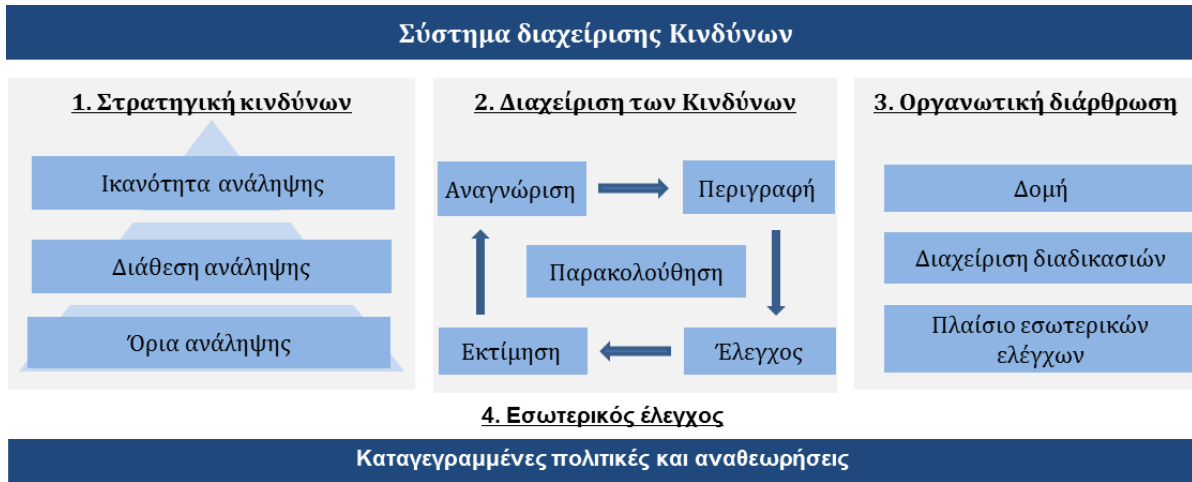 Σύστημα διαχείρισης Κινδύνων
1. Στρατηγική κινδύνων
Ικανότητα ανάληψης
Διάθεση ανάληψης
Όρια ανάληψης
2. Διαχείριση των Κινδύνων
Αναγνώριση
Περιγραφή
Παρακολούθηση
Εκτίμηση
Έλεγχος
3. Οργανωτική διάρθρωση
Δομή
Διαχείριση διαδικασιών
Πλαίσιο εσωτερικών
ελέγχων
4. Εσωτερικός έλεγχος
Καταγεγραμμένες πολιτικές και αναθεωρήσεις